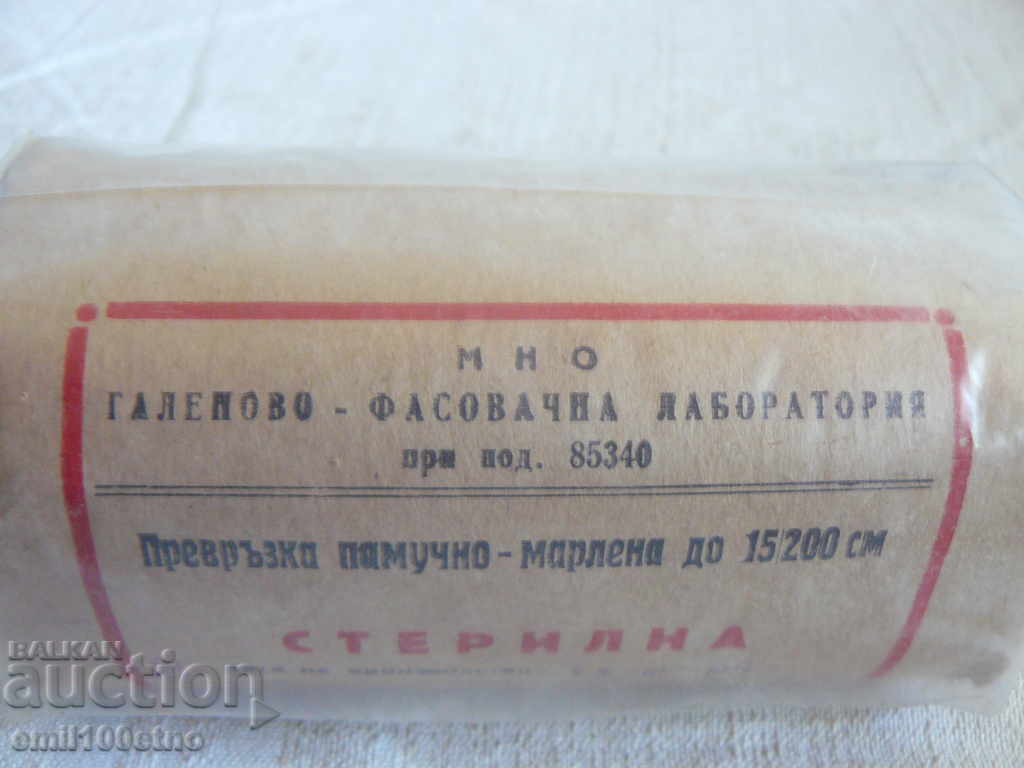 МНО
ГАЛЕНОВО - ФАСОВАЧНА ЛАБОРАТОРИЯ
при под. 85340
Превръзка памучно - марлена до 15/200 см
СТЕРИЛНА
BALKAN
auction
emil100etno